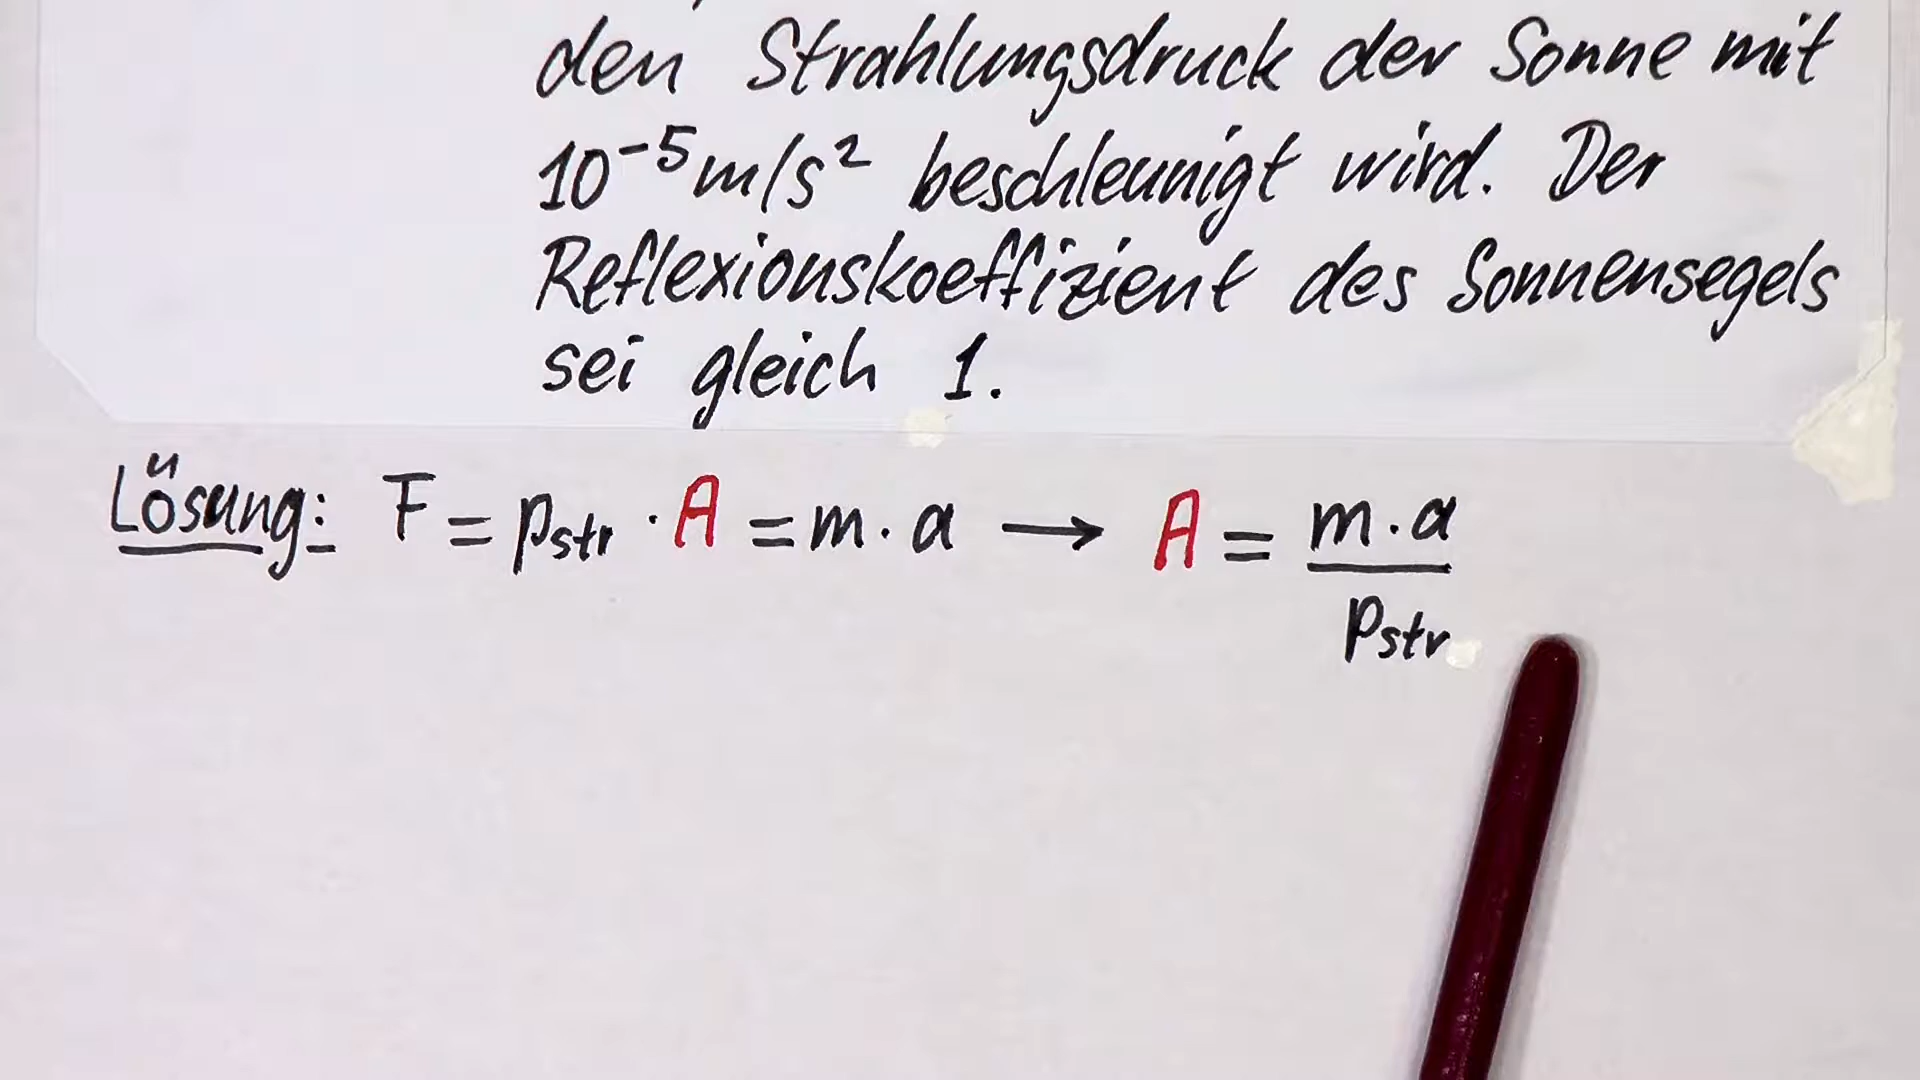 den Strahlungsdruck der Sonne mit
10⁻⁵ m/s² beschleunigt wird. Der
Reflexionskoeffizient des Sonnensegels
sei gleich 1.
Lösung: F = pstr · A = m · a → A = m · a / pstr